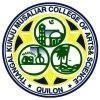 THANGAL KUNJU MUSALIAR COLLEGE OF ARTS & SCIENCE
QUILON